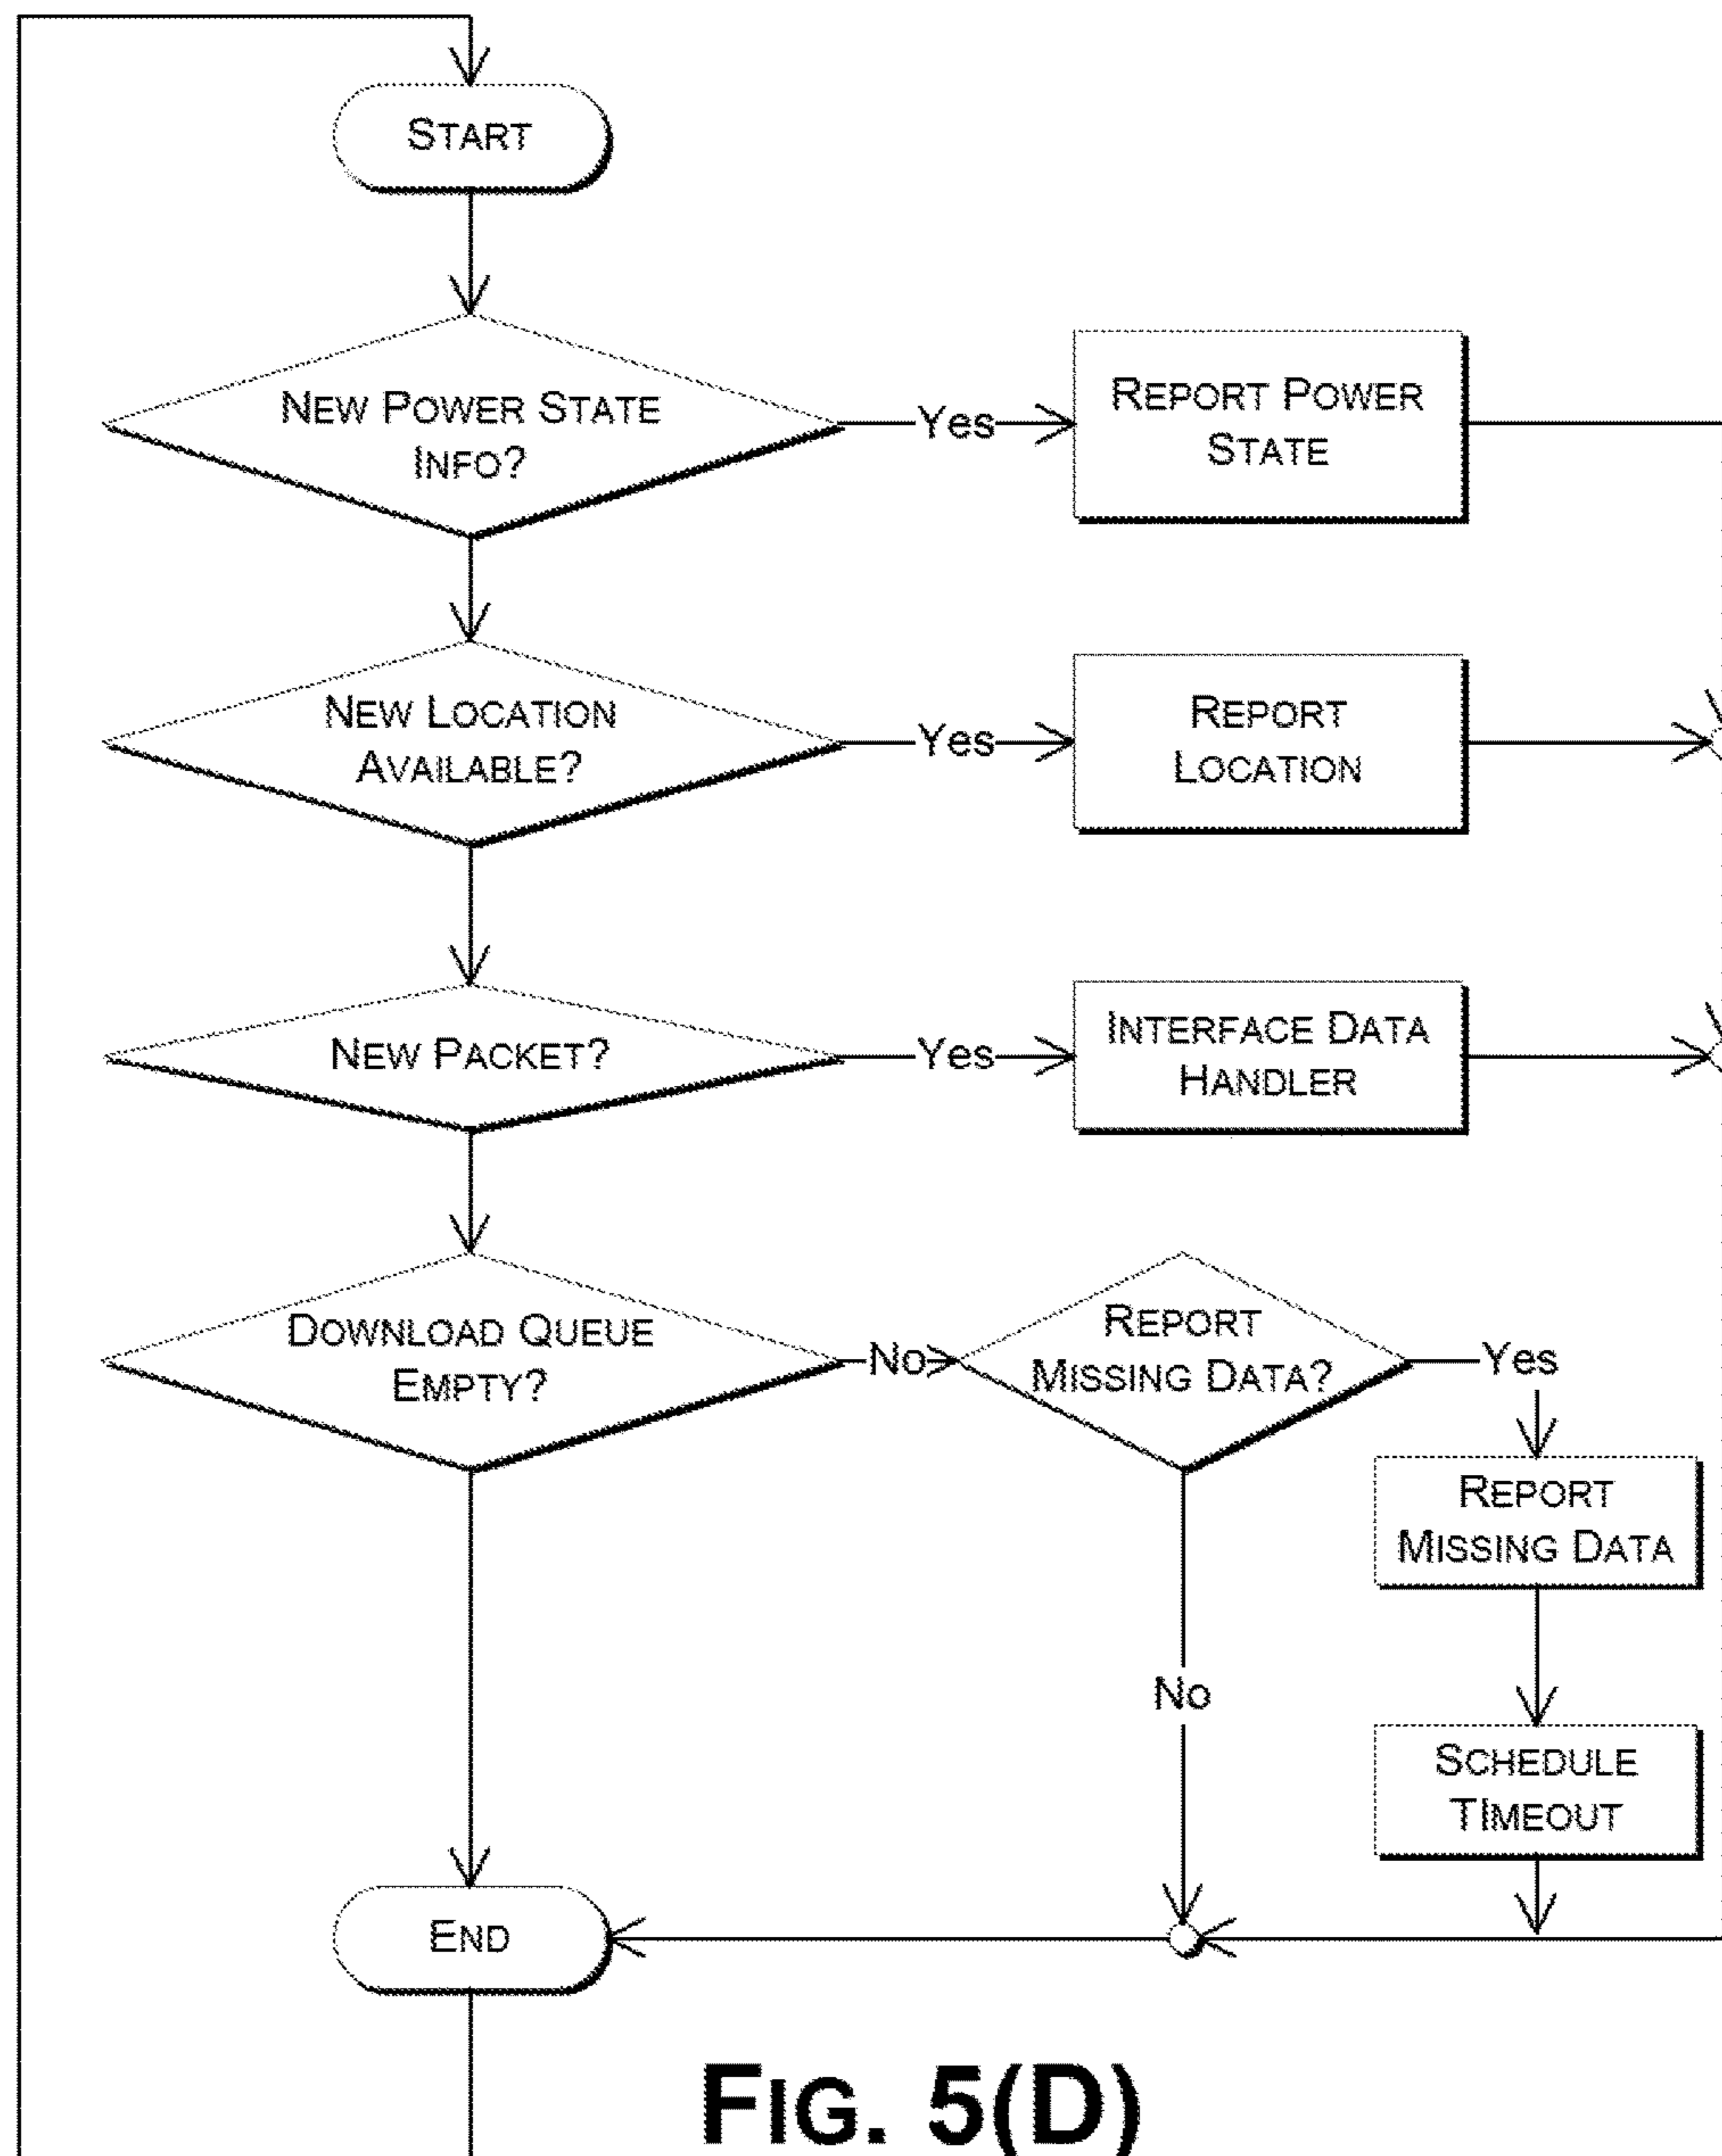 START
NEW POWER STATE
INFO?
Yes
REPORT POWER
STATE
NEW LOCATION
AVAILABLE?
Yes
REPORT
LOCATION
NEW PACKET?
Yes
INTERFACE DATA
HANDLER
DOWNLOAD QUEUE
EMPTY?
No
REPORT
MISSING DATA?
Yes
REPORT
MISSING DATA
No
SCHEDULE
TIMEOUT
END
FIG. 5(D)